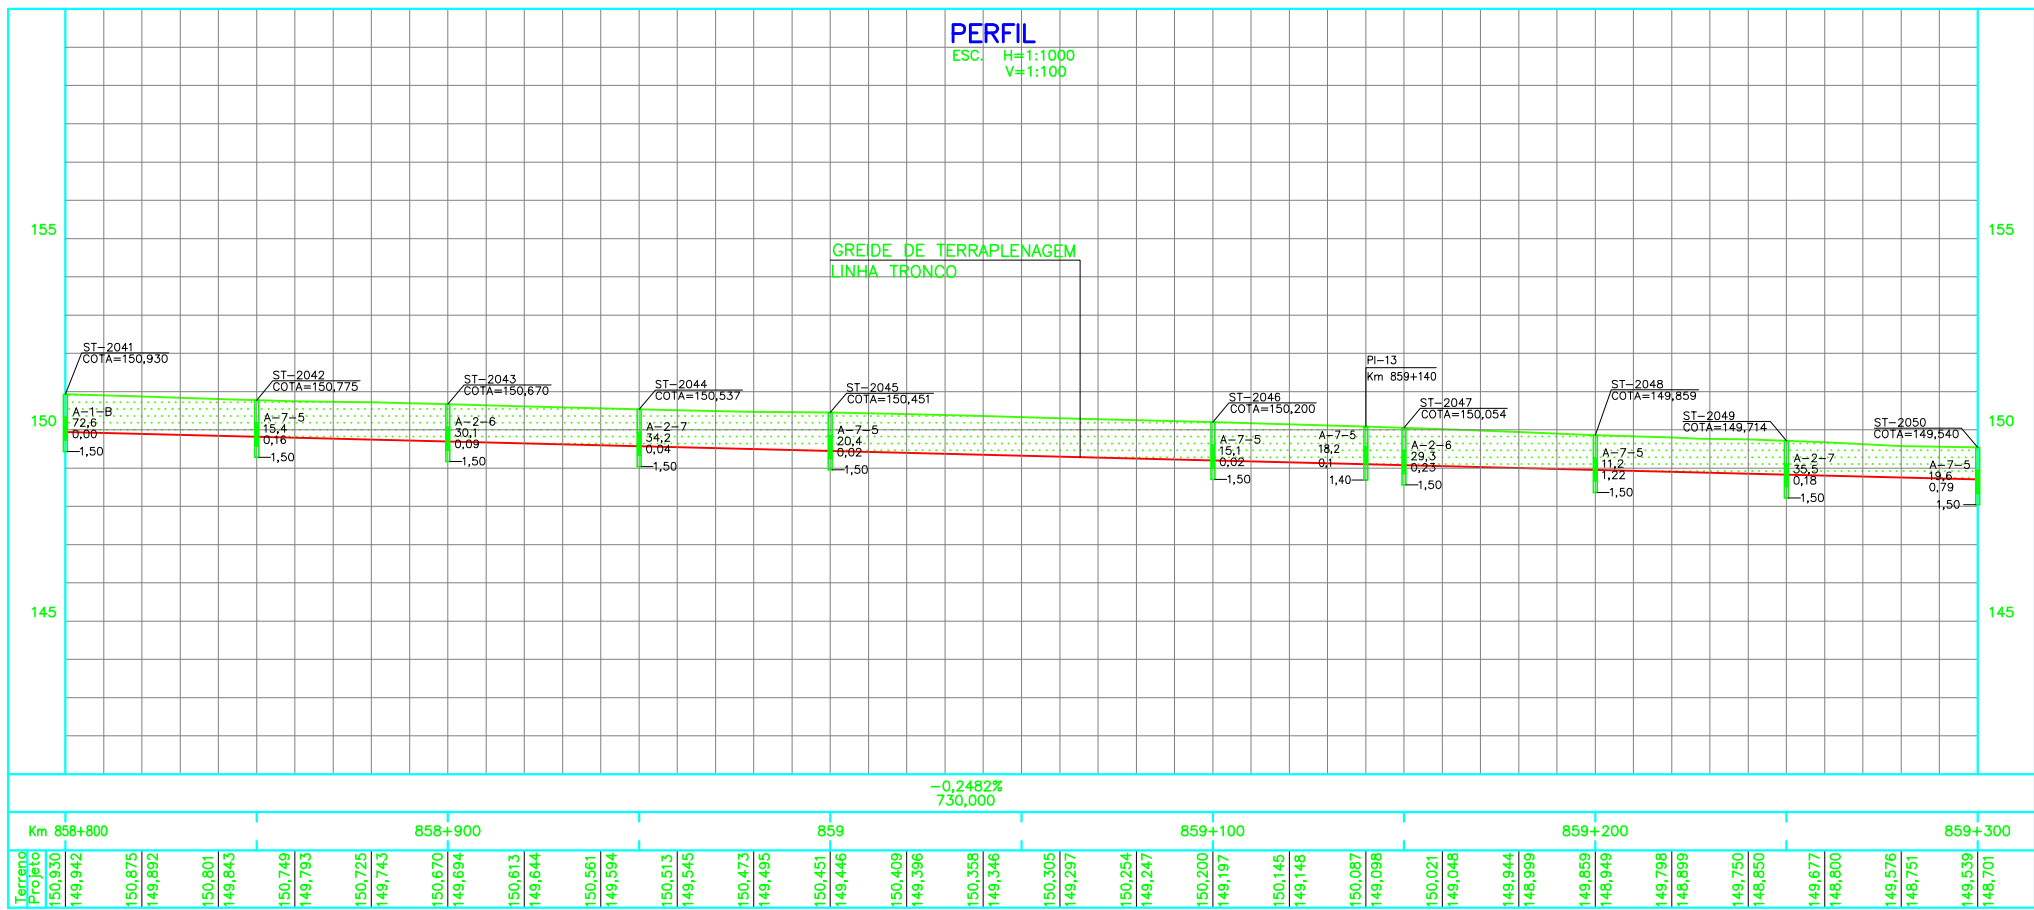 PERFIL
ESC. H=1:1000
V=1:100
155
155
GREIDE DE TERRAPLENAGEM
LINHA TRONCO
ST-2041
COTA=150,930
ST-2042
COTA=150,775
ST-2043
COTA=150,670
ST-2044
COTA=150,537
ST-2045
COTA=150,451
ST-2046
COTA=150,200
PI-13
Km 859+140
ST-2047
COTA=150,054
ST-2048
COTA=149,859
ST-2049
COTA=149,714
ST-2050
COTA=149,540
150
150
A-1-B
72,6
0,00
1,50
A-7-5
15,4
0,16
1,50
A-2-6
30,1
0,09
1,50
A-2-7
34,2
0,04
1,50
A-7-5
20,4
0,02
1,50
A-7-5
15,1
0,02
1,50
A-7-5
18,2
0,1
1,40
A-2-6
29,3
0,23
1,50
A-7-5
11,2
1,22
1,50
A-2-7
35,5
0,18
1,50
A-7-5
19,6
0,79
1,50
145
145
-0,2482%
730,000
Km 858+800
858+900
859
859+100
859+200
859+300
Terreno
Projeto
150,930
149,942
150,875
149,892
150,801
149,843
150,749
149,793
150,725
149,743
150,670
149,694
150,613
149,644
150,561
149,594
150,513
149,545
150,473
149,495
150,451
149,446
150,409
149,396
150,358
149,346
150,305
149,297
150,254
149,247
150,200
149,197
150,145
149,148
150,087
149,098
150,021
149,048
149,944
148,999
149,859
148,949
149,798
148,899
149,750
148,850
149,677
148,800
149,576
148,751
149,539
148,701